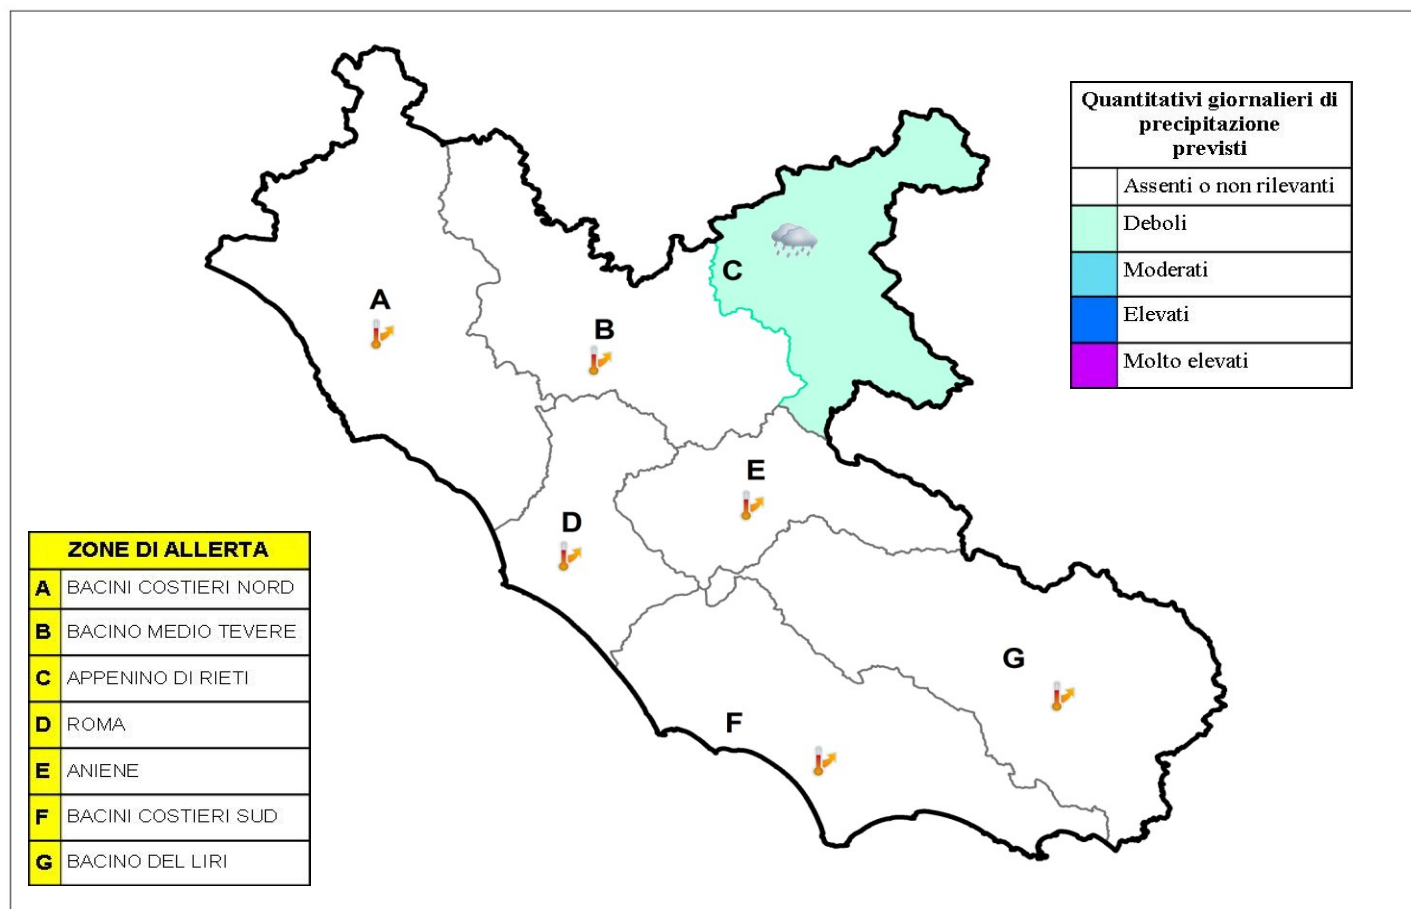 Quantitativi giornalieri di
precipitazione
previsti
Assenti o non rilevanti
Deboli
Moderati
Elevati
Molto elevati
A
B
C
D
E
F
G
ZONE DI ALLERTA
A BACINI COSTIERI NORD
B BACINO MEDIO TEVERE
C APPENINO DI RIETI
D ROMA
E ANIENE
F BACINI COSTIERI SUD
G BACINO DEL LIRI